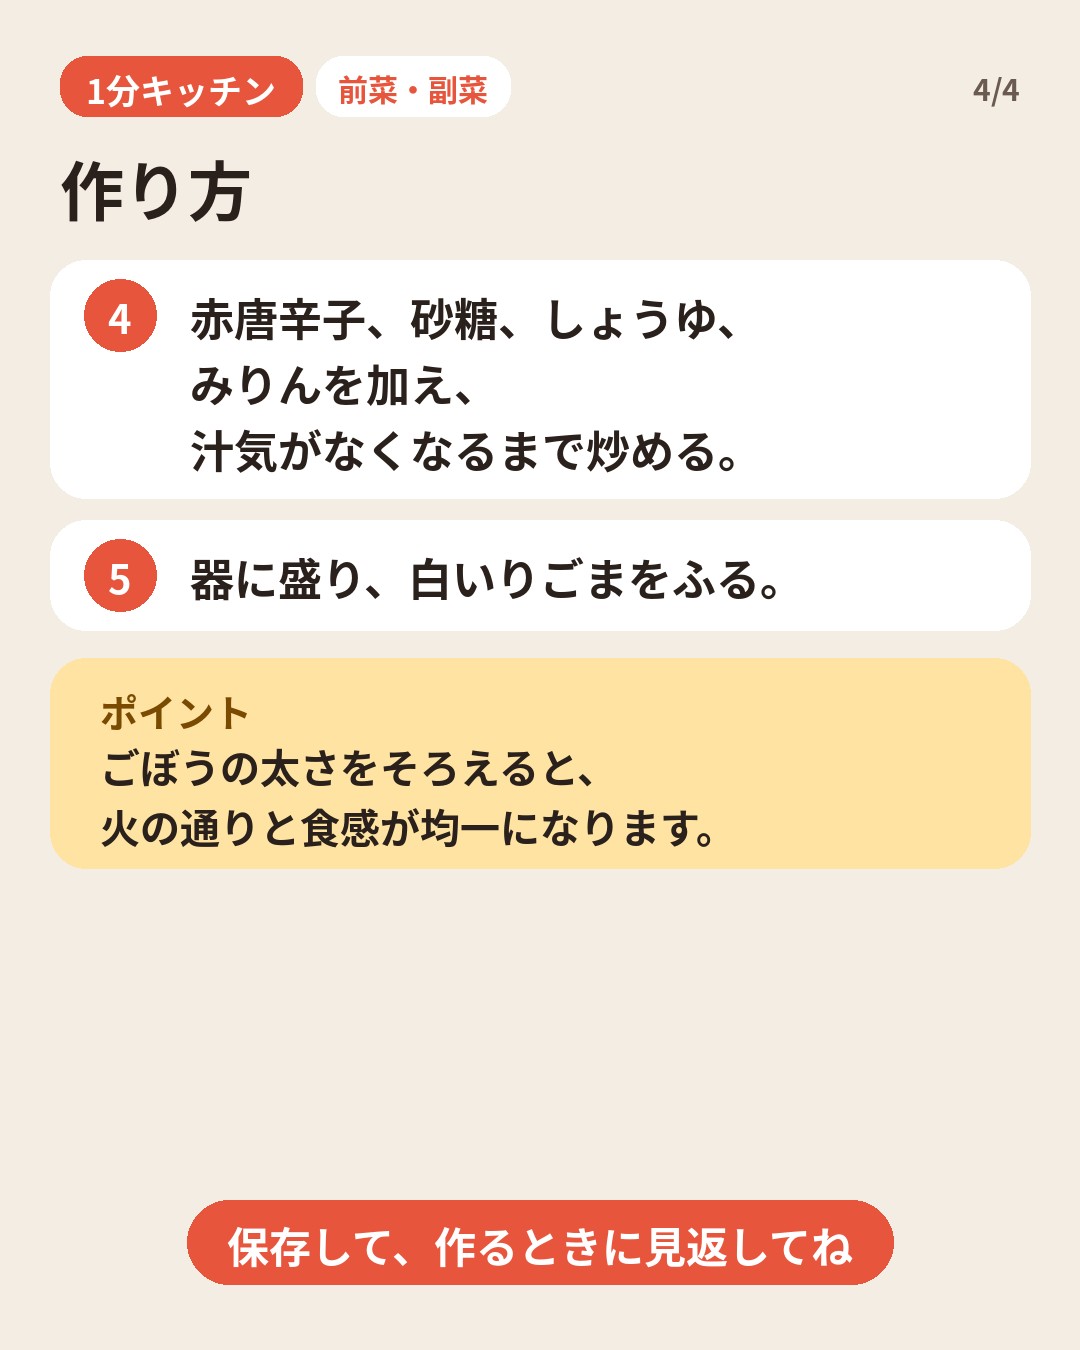 1分キッチン 前菜・副菜 4/4
作り方
4 赤唐辛子、砂糖、しょうゆ、
みりんを加え、
汁気がなくなるまで炒める。
5 器に盛り、白いりごまをふる。
ポイント
ごぼうの太さをそろえると、
火の通りと食感が均一になります。
保存して、作るときに見返してね